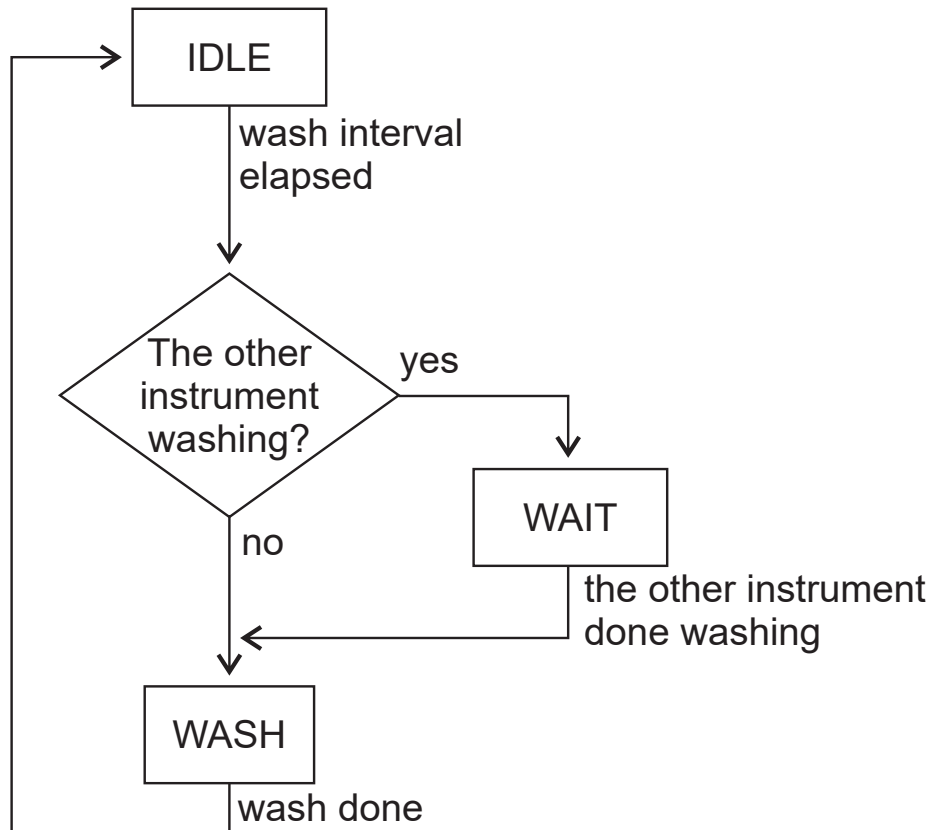 IDLE
wash interval
elapsed
The other
instrument
washing?
yes
WAIT
no
the other instrument
done washing
WASH
wash done